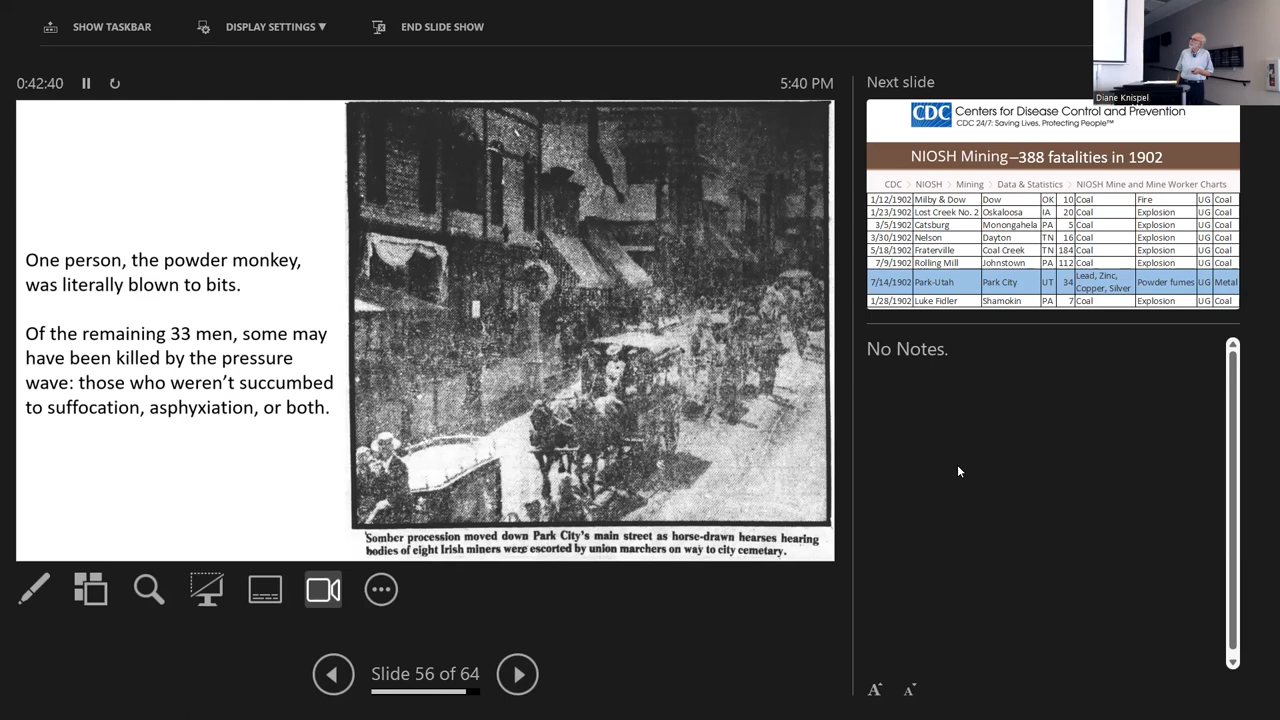 SHOW TASKBAR
DISPLAY SETTINGS ▼
END SLIDE SHOW
0:42:40
5:40 PM
One person, the powder monkey,
was literally blown to bits.
Of the remaining 33 men, some may
have been killed by the pressure
wave: those who weren't succumbed
to suffocation, asphyxiation, or both.
Somber procession moved down Park City's main street as horse-drawn hearses hearing
bodies of eight Irish miners were escorted by union marchers on way to city cemetary.
Slide 56 of 64
Diane Knispel
Next slide
CDC Centers for Disease Control and Prevention
CDC 24/7: Saving Lives, Protecting People™
NIOSH Mining—388 fatalities in 1902
CDC > NIOSH > Mining > Data & Statistics > NIOSH Mine and Mine Worker Charts
1/12/1902 Milby & Dow Dow OK 10 Coal Fire UG Coal
1/23/1902 Lost Creek No. 2 Oskaloosa IA 20 Coal Explosion UG Coal
3/5/1902 Catsburg Monongahela PA 5 Coal Explosion UG Coal
3/30/1902 Nelson Dayton TN 16 Coal Explosion UG Coal
5/18/1902 Fraterville Coal Creek TN 184 Coal Explosion UG Coal
7/9/1902 Rolling Mill Johnstown PA 112 Coal Explosion UG Coal
7/14/1902 Park-Utah Park City UT 34 Lead, Zinc, Copper, Silver Powder fumes UG Metal
1/28/1902 Luke Fidler Shamokin PA 7 Coal Explosion UG Coal
No Notes.
A A